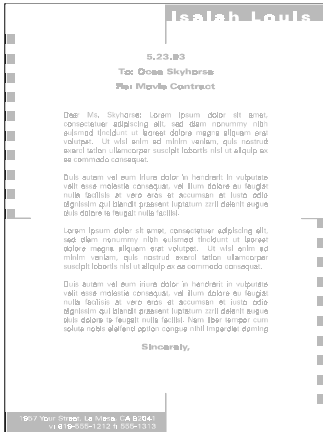 Isaiah Louis
5.23.03
To: Ocea Skyhorse
Re: Movie Contract
Dear Ms. Skyhorse: Lorem ipsum dolor sit amet,
consectetuer adipiscing elit, sed diam nonummy nibh
euismod tincidunt ut laoreet dolore magna aliquam erat
volutpat. Ut wisi enim ad minim veniam, quis nostrud
exerci tation ullamcorper suscipit lobortis nisl ut aliquip ex
ea commodo consequat.
Duis autem vel eum iriure dolor in hendrerit in vulputate
velit esse molestie consequat, vel illum dolore eu feugiat
nulla facilisis at vero eros et accumsan et iusto odio
dignissim qui blandit praesent luptatum zzril delenit augue
duis dolore te feugait nulla facilisi.
Lorem ipsum dolor sit amet, consectetuer adipiscing elit,
sed diam nonummy nibh euismod tincidunt ut laoreet
dolore magna aliquam erat volutpat. Ut wisi enim ad
minim veniam, quis nostrud exerci tation ullamcorper
suscipit lobortis nisl ut aliquip ex ea commodo consequat.
Duis autem vel eum iriure dolor in hendrerit in vulputate
velit esse molestie consequat, vel illum dolore eu feugiat
nulla facilisis at vero eros et accumsan et iusto odio
dignissim qui blandit praesent luptatum zzril delenit augue
duis dolore te feugait nulla facilisi. Nam liber tempor cum
soluta nobis eleifend option congue nihil imperdiet doming
Sincerely,
1957 Your Street, La Mesa, CA 92041
v: 619-555-1212 f: 555-1313